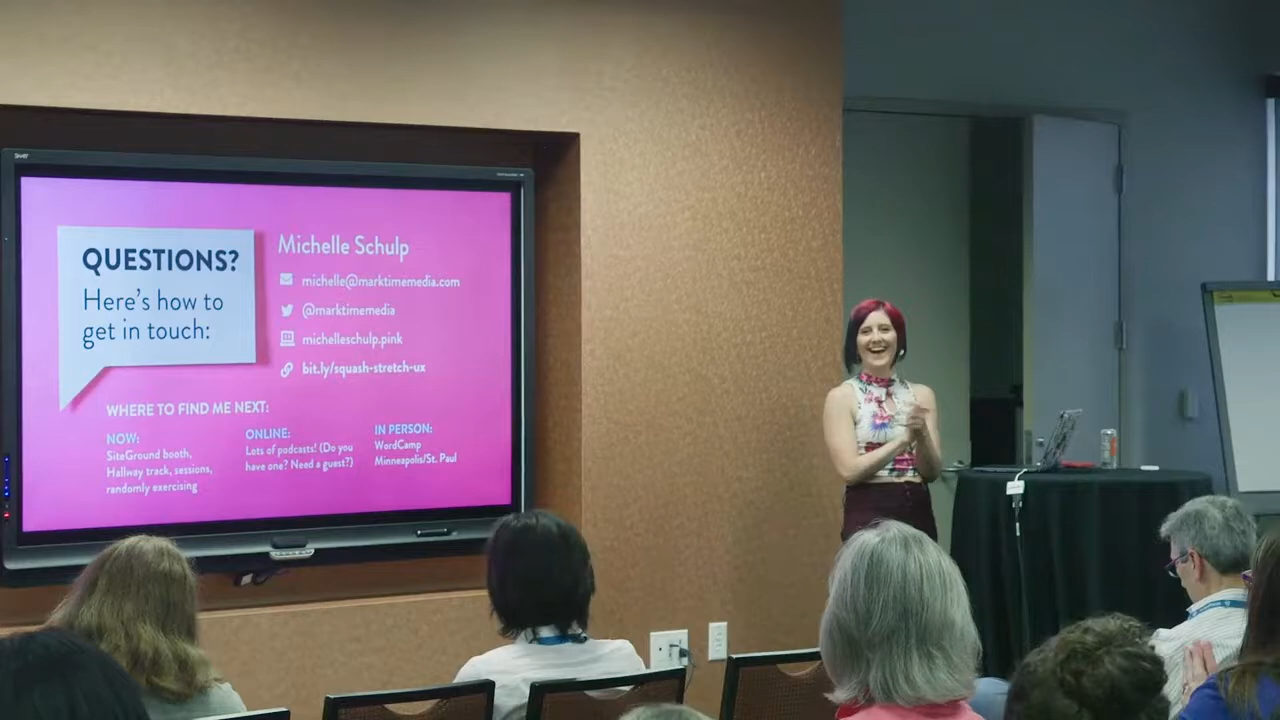 QUESTIONS?
Here's how to
get in touch:
Michelle Schulp
michelle@marktimemedia.com
@marktimemedia
michelleschulp.pink
bit.ly/squash-stretch-ux
WHERE TO FIND ME NEXT:
NOW:
SiteGround booth,
Hallway track, sessions,
randomly exercising
ONLINE:
Lots of podcasts! (Do you
have one? Need a guest?)
IN PERSON:
WordCamp
Minneapolis/St. Paul